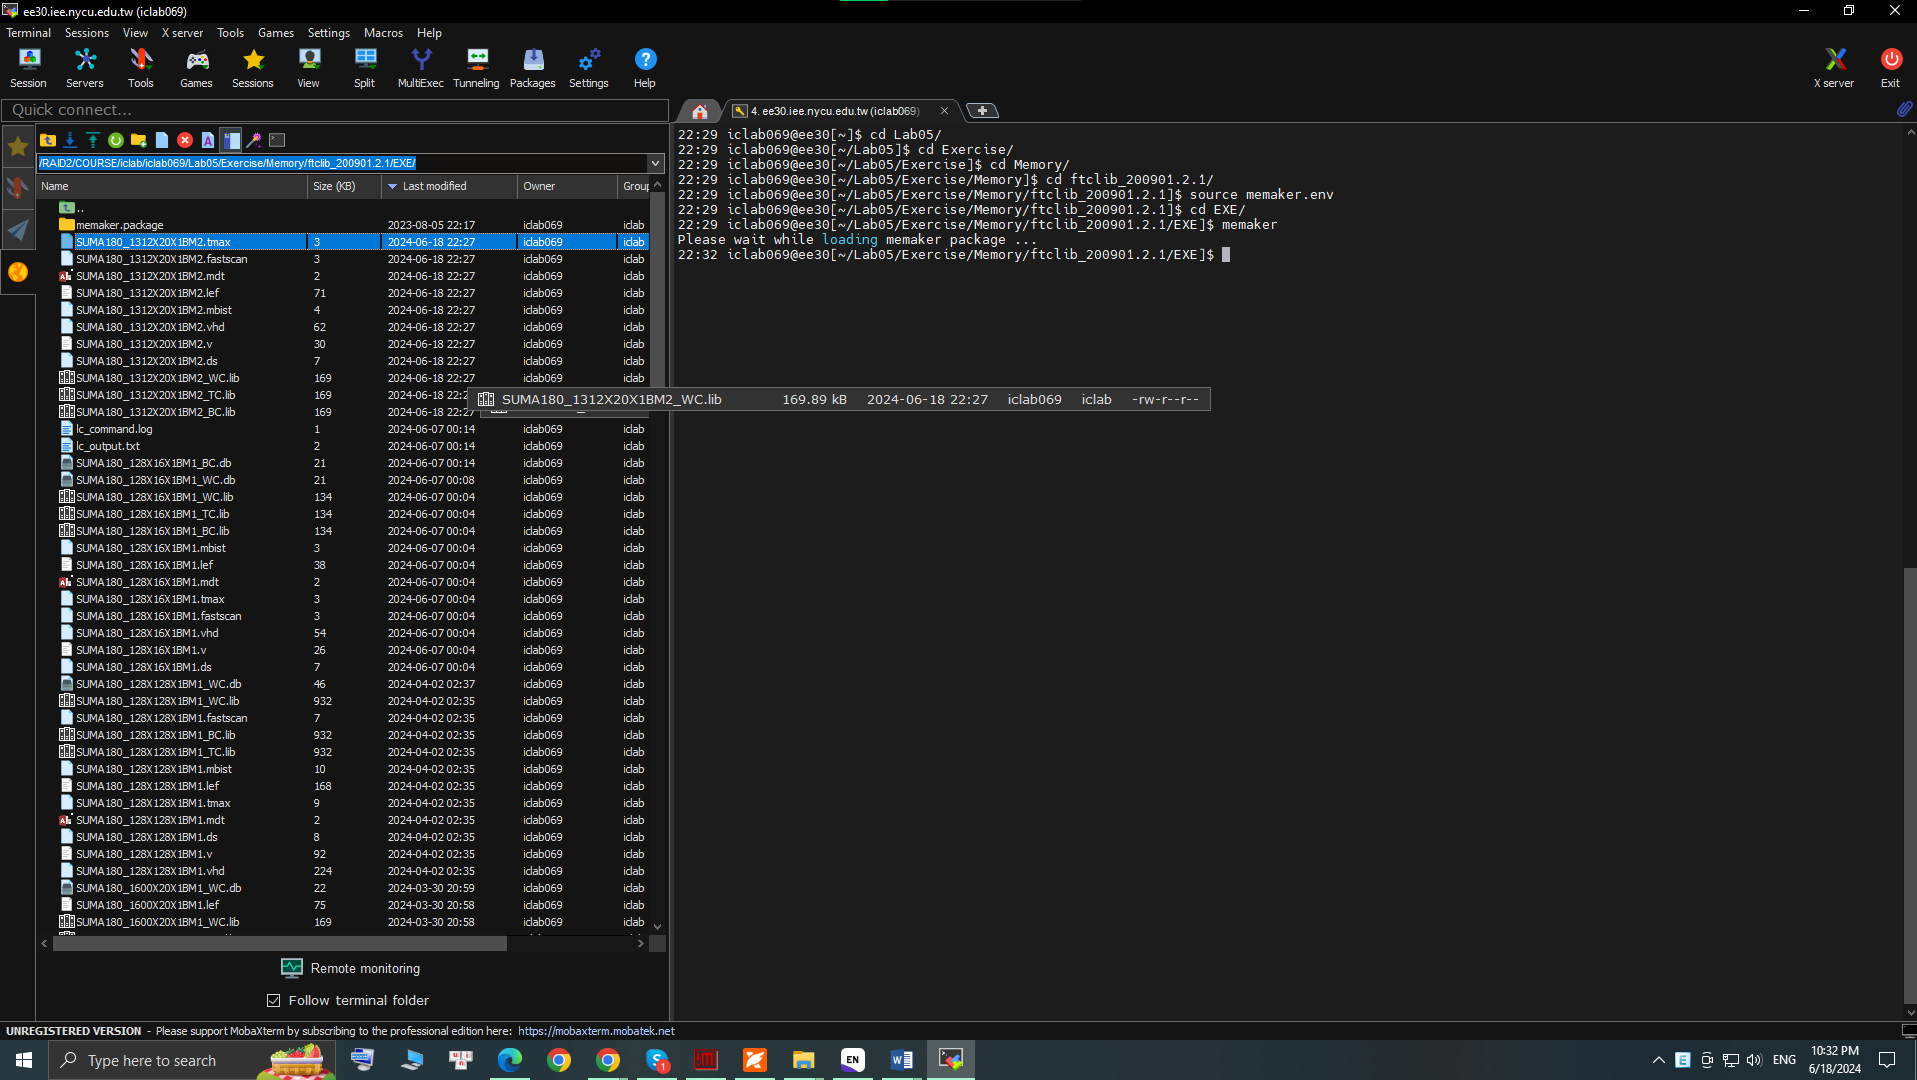 ee30.iee.nycu.edu.tw (iclab069)
Terminal Sessions View X server Tools Games Settings Macros Help
Session Servers Tools Games Sessions View Split MultiExec Tunneling Packages Settings Help X server Exit
Quick connect...
4. ee30.iee.nycu.edu.tw (iclab069)
/RAID2/COURSE/iclab/iclab069/Lab05/Exercise/Memory/ftclib_200901.2.1/EXE/
Name Size (KB) Last modified Owner Group
..
memaker.package 2023-08-05 22:17 iclab069 iclab
SUMA180_1312X20X1BM2.tmax 3 2024-06-18 22:27 iclab069 iclab
SUMA180_1312X20X1BM2.fastscan 3 2024-06-18 22:27 iclab069 iclab
SUMA180_1312X20X1BM2.mdt 2 2024-06-18 22:27 iclab069 iclab
SUMA180_1312X20X1BM2.lef 71 2024-06-18 22:27 iclab069 iclab
SUMA180_1312X20X1BM2.mbist 4 2024-06-18 22:27 iclab069 iclab
SUMA180_1312X20X1BM2.vhd 62 2024-06-18 22:27 iclab069 iclab
SUMA180_1312X20X1BM2.v 30 2024-06-18 22:27 iclab069 iclab
SUMA180_1312X20X1BM2.ds 7 2024-06-18 22:27 iclab069 iclab
SUMA180_1312X20X1BM2_WC.lib 169 2024-06-18 22:27 iclab069 iclab
SUMA180_1312X20X1BM2_TC.lib 169 2024-06-18 22:2
SUMA180_1312X20X1BM2_WC.lib 169.89 kB 2024-06-18 22:27 iclab069 iclab -rw-r--r--
SUMA180_1312X20X1BM2_BC.lib 169 2024-06-18 22:27
lc_command.log 1 2024-06-07 00:14 iclab069 iclab
lc_output.txt 2 2024-06-07 00:14 iclab069 iclab
SUMA180_128X16X1BM1_BC.db 21 2024-06-07 00:14 iclab069 iclab
SUMA180_128X16X1BM1_WC.db 21 2024-06-07 00:08 iclab069 iclab
SUMA180_128X16X1BM1_WC.lib 134 2024-06-07 00:04 iclab069 iclab
SUMA180_128X16X1BM1_TC.lib 134 2024-06-07 00:04 iclab069 iclab
SUMA180_128X16X1BM1_BC.lib 134 2024-06-07 00:04 iclab069 iclab
SUMA180_128X16X1BM1.mbist 3 2024-06-07 00:04 iclab069 iclab
SUMA180_128X16X1BM1.lef 38 2024-06-07 00:04 iclab069 iclab
SUMA180_128X16X1BM1.mdt 2 2024-06-07 00:04 iclab069 iclab
SUMA180_128X16X1BM1.tmax 3 2024-06-07 00:04 iclab069 iclab
SUMA180_128X16X1BM1.fastscan 3 2024-06-07 00:04 iclab069 iclab
SUMA180_128X16X1BM1.vhd 54 2024-06-07 00:04 iclab069 iclab
SUMA180_128X16X1BM1.v 26 2024-06-07 00:04 iclab069 iclab
SUMA180_128X16X1BM1.ds 7 2024-06-07 00:04 iclab069 iclab
SUMA180_128X128X1BM1_WC.db 46 2024-04-02 02:37 iclab069 iclab
SUMA180_128X128X1BM1_WC.lib 932 2024-04-02 02:35 iclab069 iclab
SUMA180_128X128X1BM1.fastscan 7 2024-04-02 02:35 iclab069 iclab
SUMA180_128X128X1BM1_BC.lib 932 2024-04-02 02:35 iclab069 iclab
SUMA180_128X128X1BM1_TC.lib 932 2024-04-02 02:35 iclab069 iclab
SUMA180_128X128X1BM1.mbist 10 2024-04-02 02:35 iclab069 iclab
SUMA180_128X128X1BM1.lef 168 2024-04-02 02:35 iclab069 iclab
SUMA180_128X128X1BM1.tmax 9 2024-04-02 02:35 iclab069 iclab
SUMA180_128X128X1BM1.mdt 2 2024-04-02 02:35 iclab069 iclab
SUMA180_128X128X1BM1.ds 8 2024-04-02 02:35 iclab069 iclab
SUMA180_128X128X1BM1.v 92 2024-04-02 02:35 iclab069 iclab
SUMA180_128X128X1BM1.vhd 224 2024-04-02 02:35 iclab069 iclab
SUMA180_1600X20X1BM1_WC.db 22 2024-03-30 20:59 iclab069 iclab
SUMA180_1600X20X1BM1.lef 75 2024-03-30 20:58 iclab069 iclab
SUMA180_1600X20X1BM1_WC.lib 169 2024-03-30 20:58 iclab069 iclab
Remote monitoring
Follow terminal folder
22:29 iclab069@ee30[~]$ cd Lab05/
22:29 iclab069@ee30[~/Lab05]$ cd Exercise/
22:29 iclab069@ee30[~/Lab05/Exercise]$ cd Memory/
22:29 iclab069@ee30[~/Lab05/Exercise/Memory]$ cd ftclib_200901.2.1/
22:29 iclab069@ee30[~/Lab05/Exercise/Memory/ftclib_200901.2.1]$ source memaker.env
22:29 iclab069@ee30[~/Lab05/Exercise/Memory/ftclib_200901.2.1]$ cd EXE/
22:29 iclab069@ee30[~/Lab05/Exercise/Memory/ftclib_200901.2.1/EXE]$ memaker
Please wait while loading memaker package ...
22:32 iclab069@ee30[~/Lab05/Exercise/Memory/ftclib_200901.2.1/EXE]$
UNREGISTERED VERSION - Please support MobaXterm by subscribing to the professional edition here: https://mobaxterm.mobatek.net
Type here to search
EN
1
ENG
10:32 PM
6/18/2024